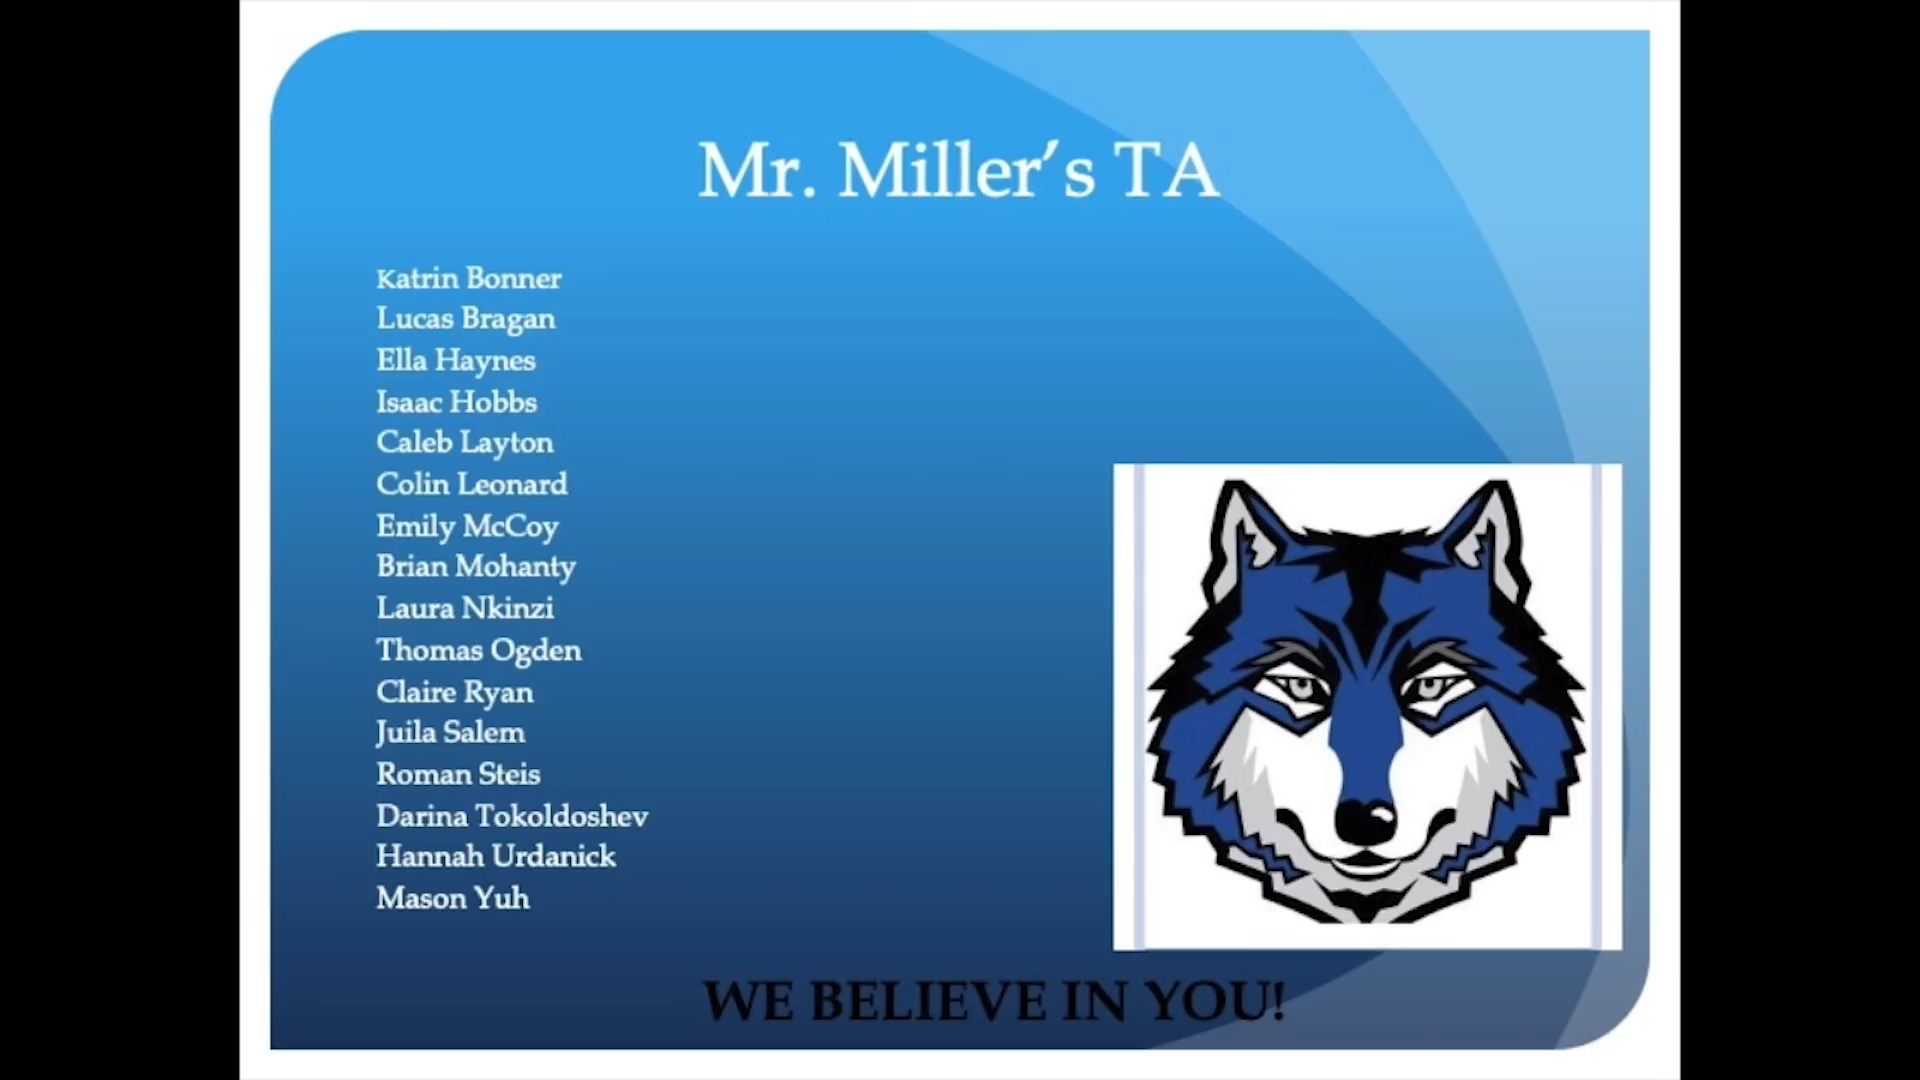 Mr. Miller’s TA
Katrin Bonner
Lucas Bragan
Ella Haynes
Isaac Hobbs
Caleb Layton
Colin Leonard
Emily McCoy
Brian Mohanty
Laura Nkinzi
Thomas Ogden
Claire Ryan
Juila Salem
Roman Steis
Darina Tokoldoshev
Hannah Urdanick
Mason Yuh
WE BELIEVE IN YOU!